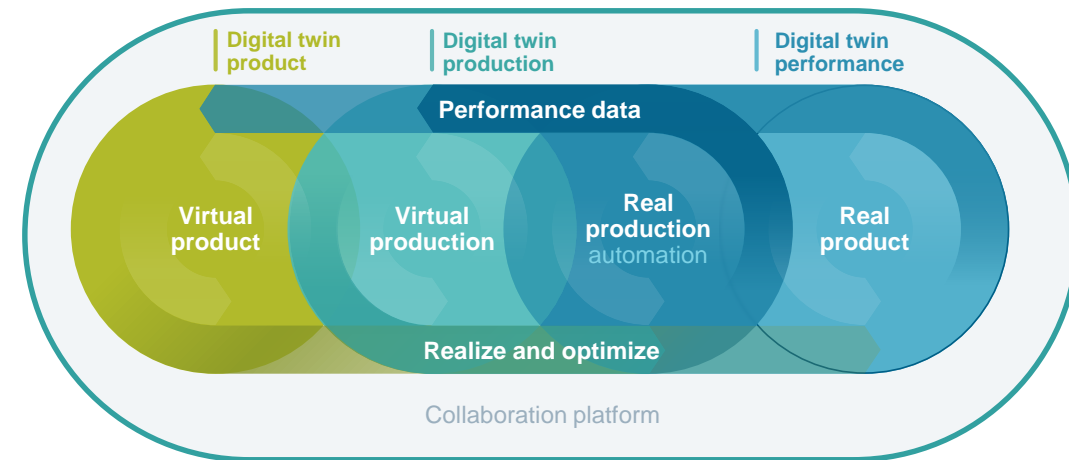 Digital twin
product
Digital twin
production
Digital twin
performance
Performance data
Virtual
product
Virtual
production
Real
production
automation
Real
product
Realize and optimize
Collaboration platform